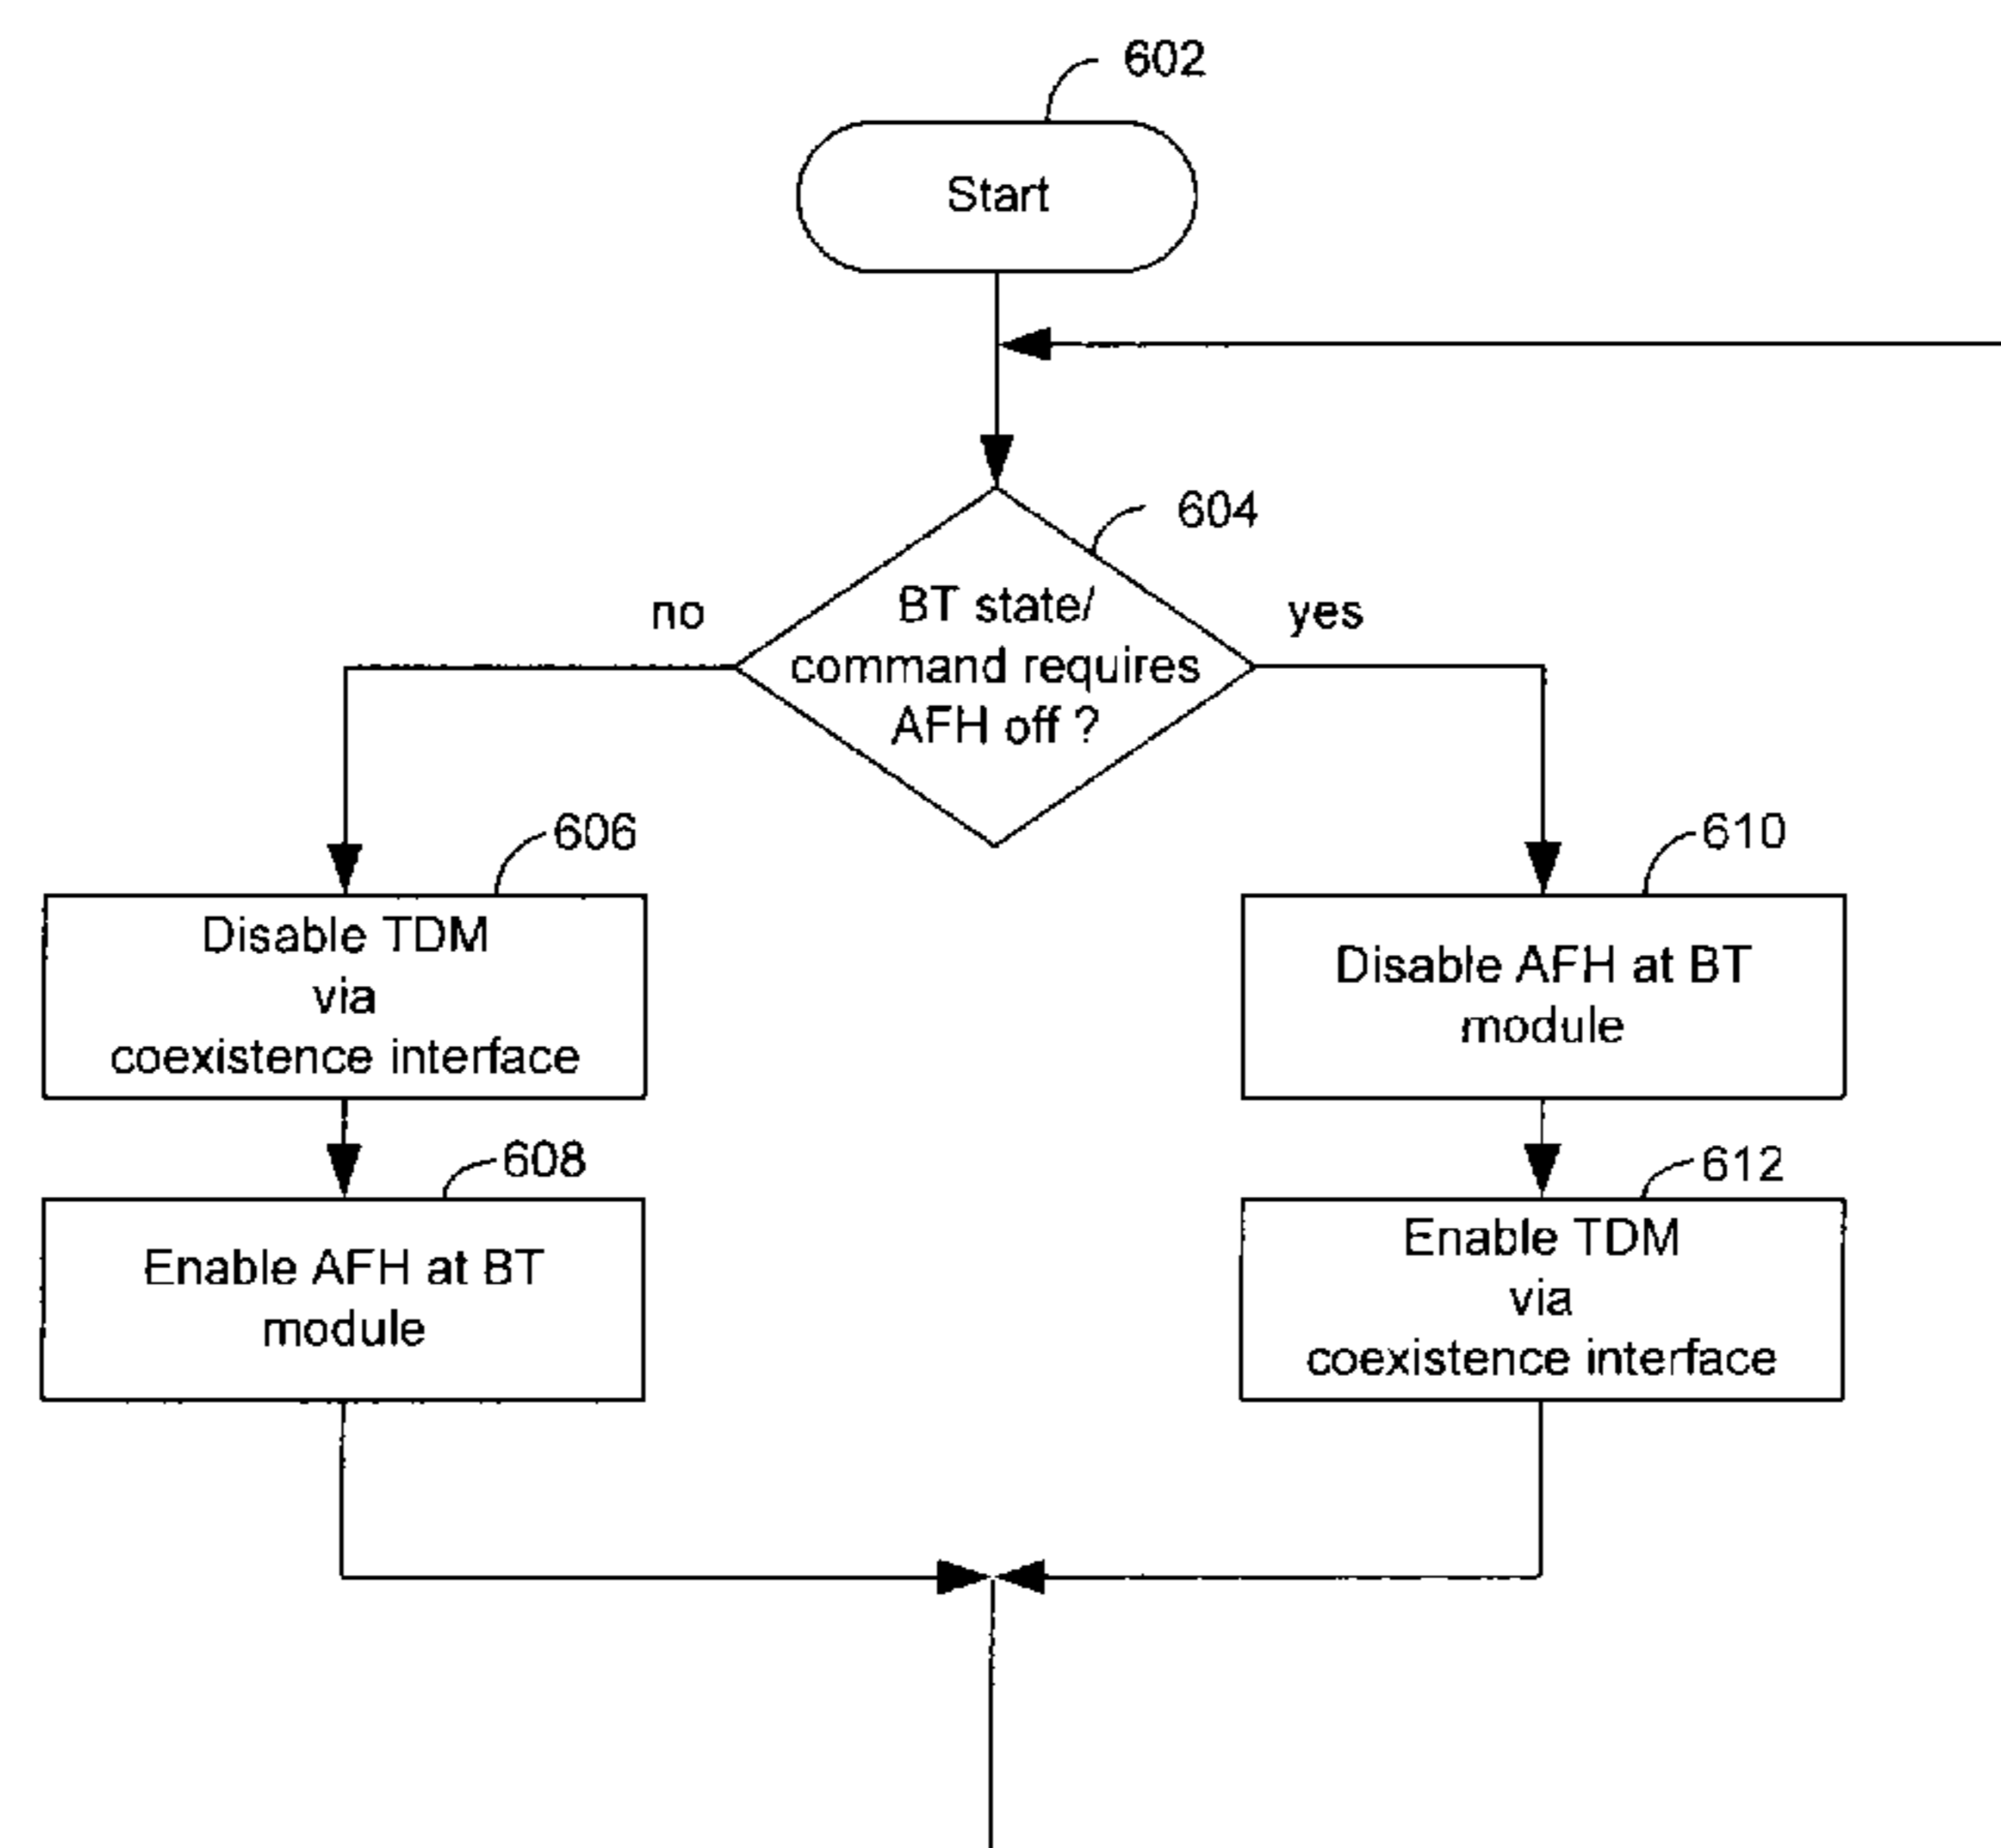 602
Start
604
BT state/
command requires
AFH off ?
no
yes
606
Disable TDM
via
coexistence interface
610
Disable AFH at BT
module
608
Enable AFH at BT
module
612
Enable TDM
via
coexistence interface